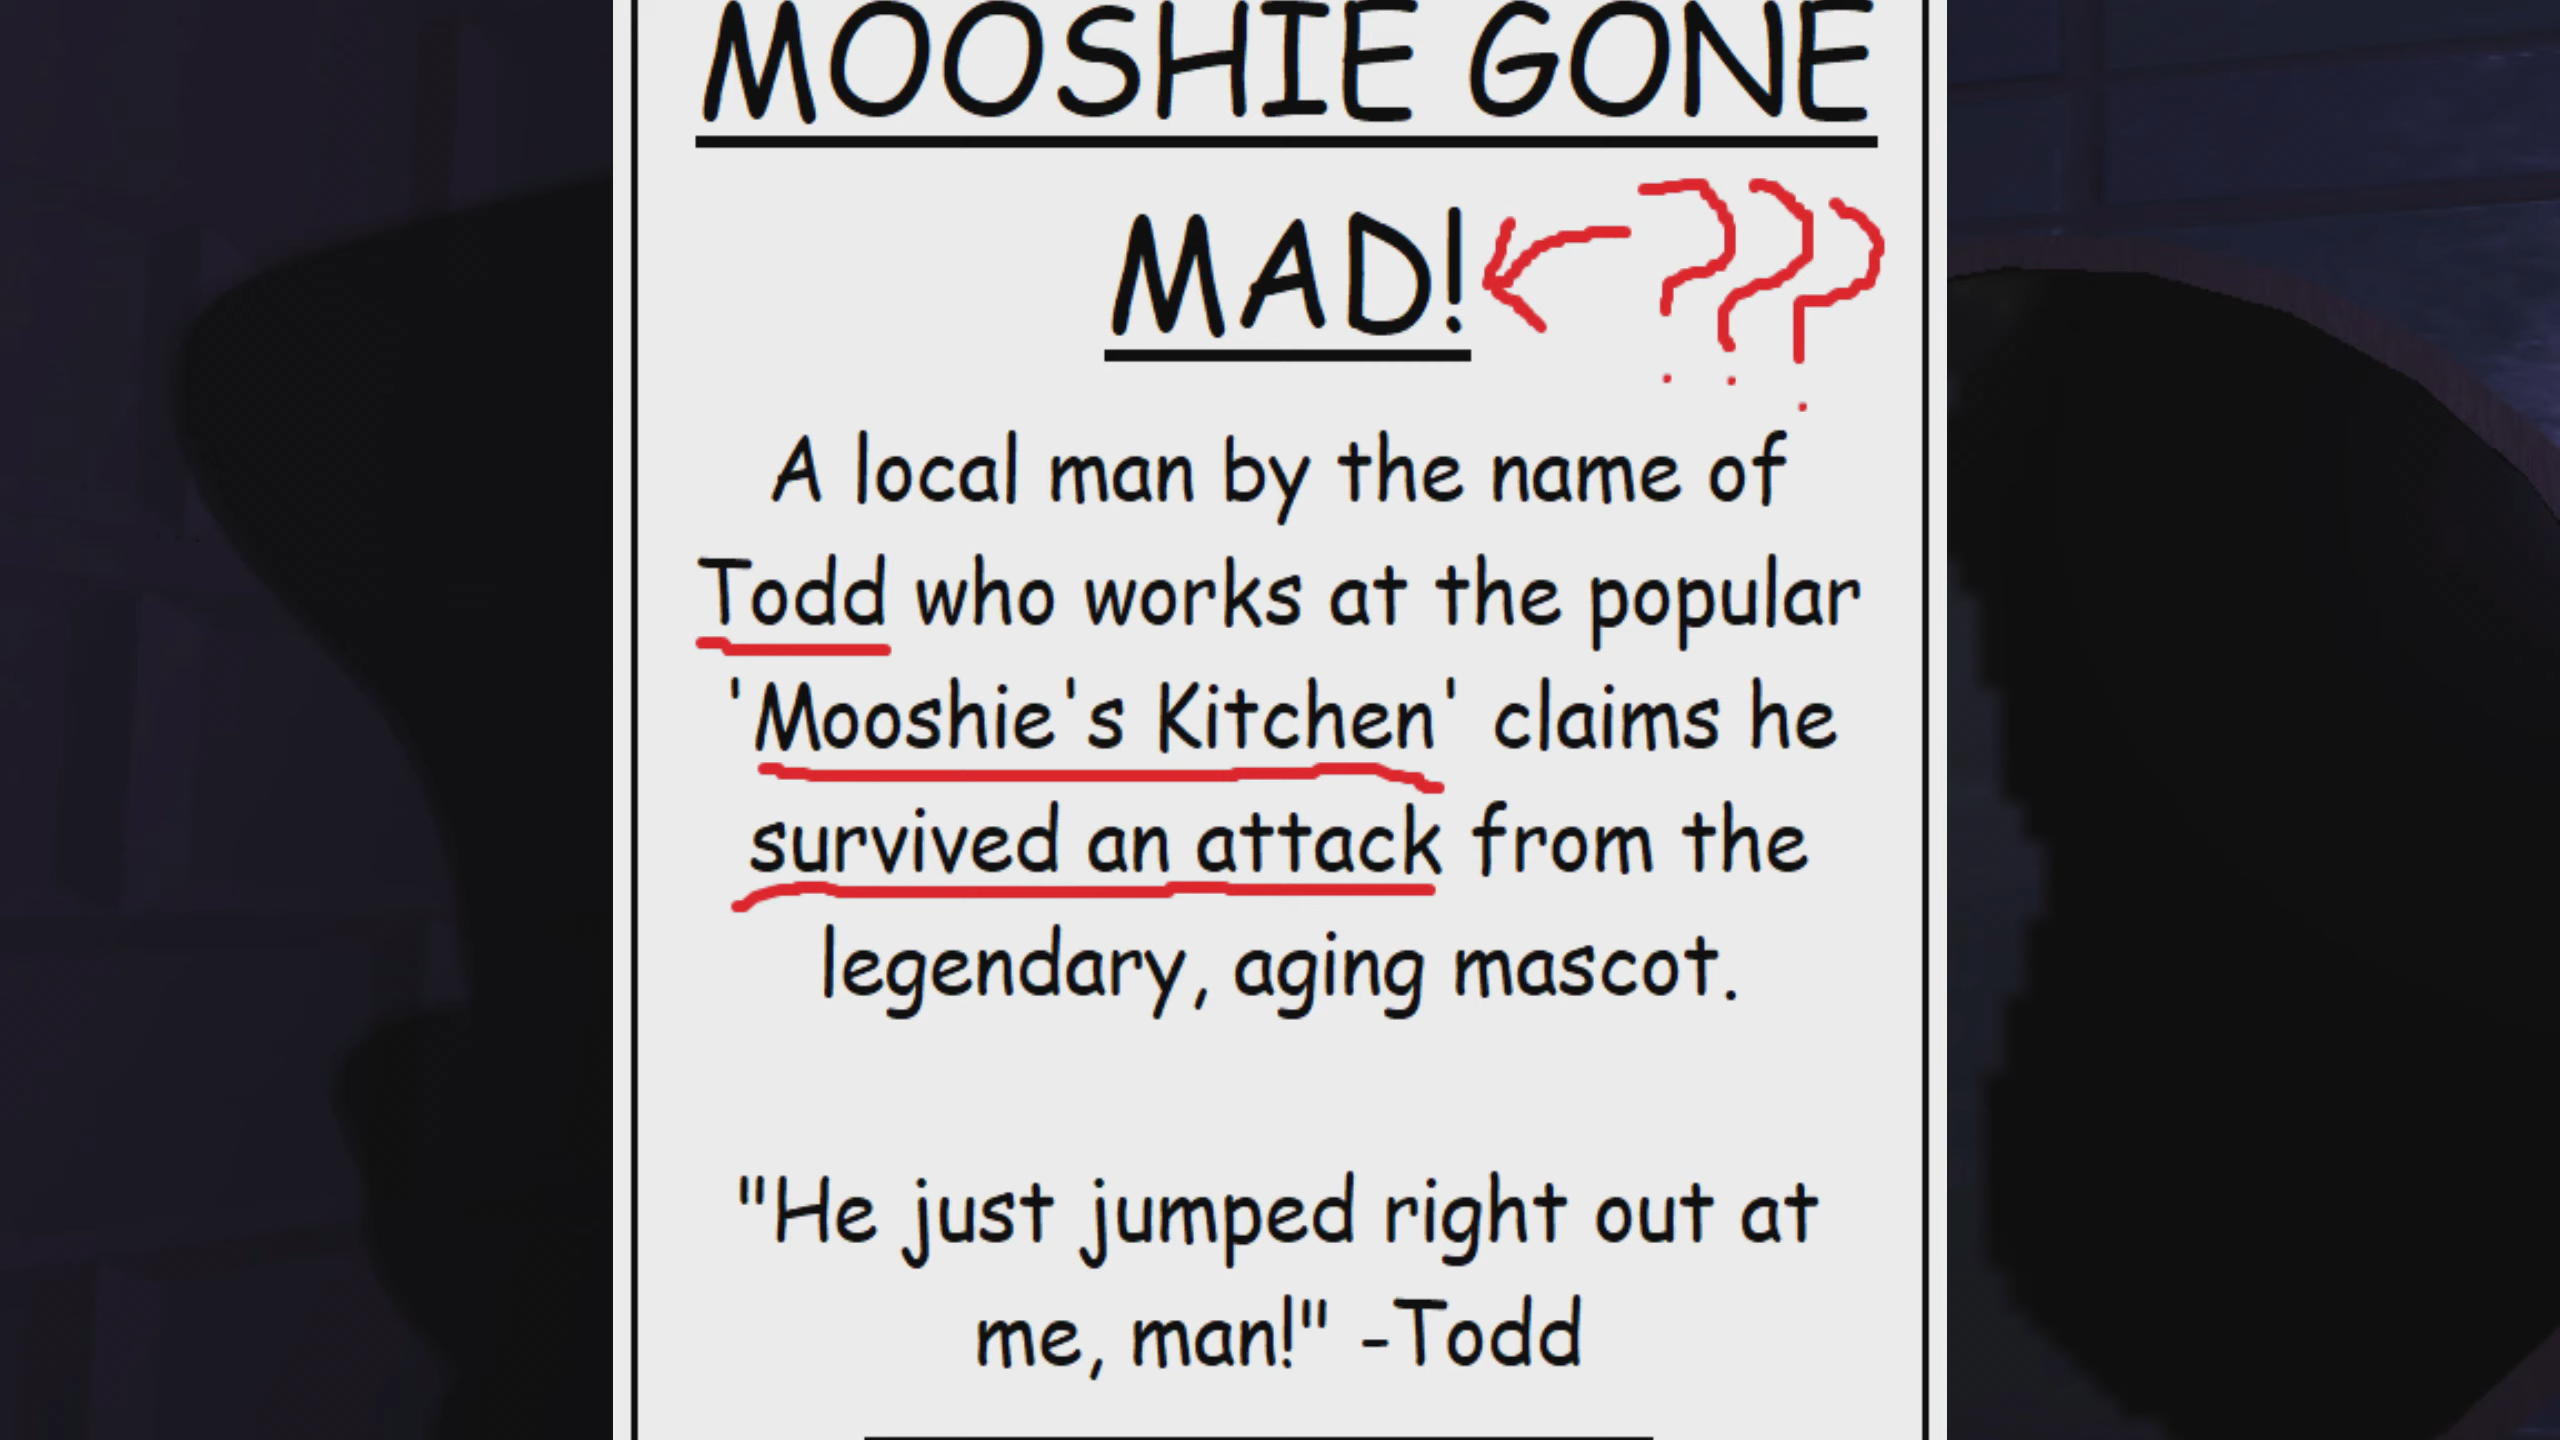 MOOSHIE GONE
MAD! ???
A local man by the name of
Todd who works at the popular
'Mooshie's Kitchen' claims he
survived an attack from the
legendary, aging mascot.
"He just jumped right out at
me, man!" -Todd